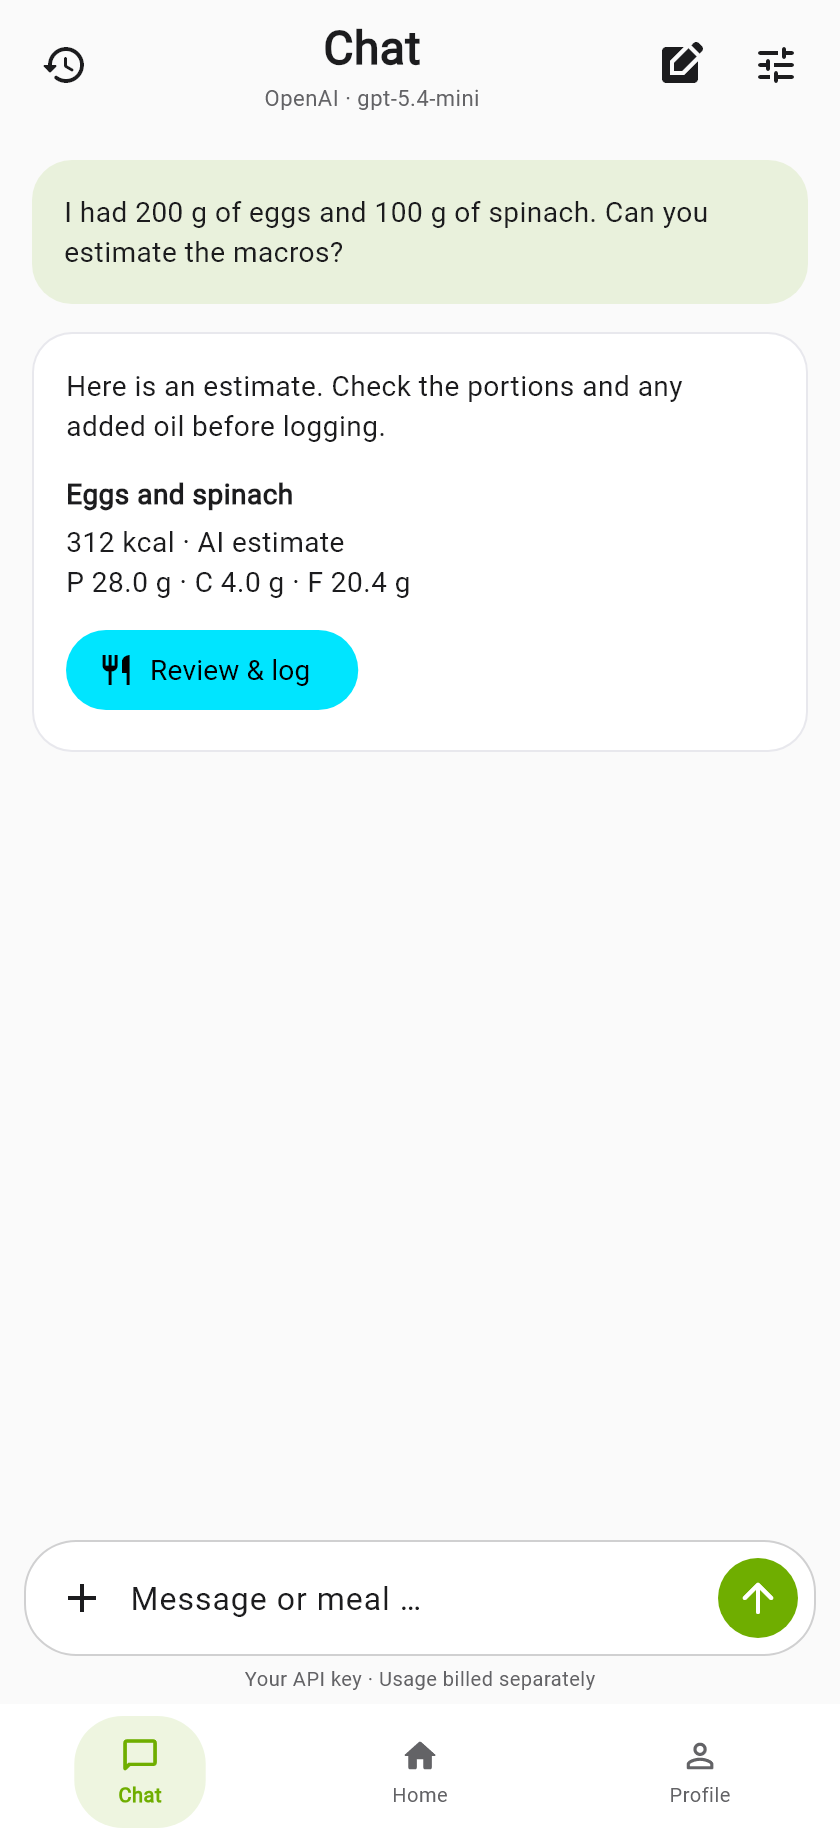 Chat
OpenAI · gpt-5.4-mini
I had 200 g of eggs and 100 g of spinach. Can you
estimate the macros?
Here is an estimate. Check the portions and any
added oil before logging.
Eggs and spinach
312 kcal · AI estimate
P 28.0 g · C 4.0 g · F 20.4 g
Review & log
Message or meal …
Your API key · Usage billed separately
Chat
Home
Profile